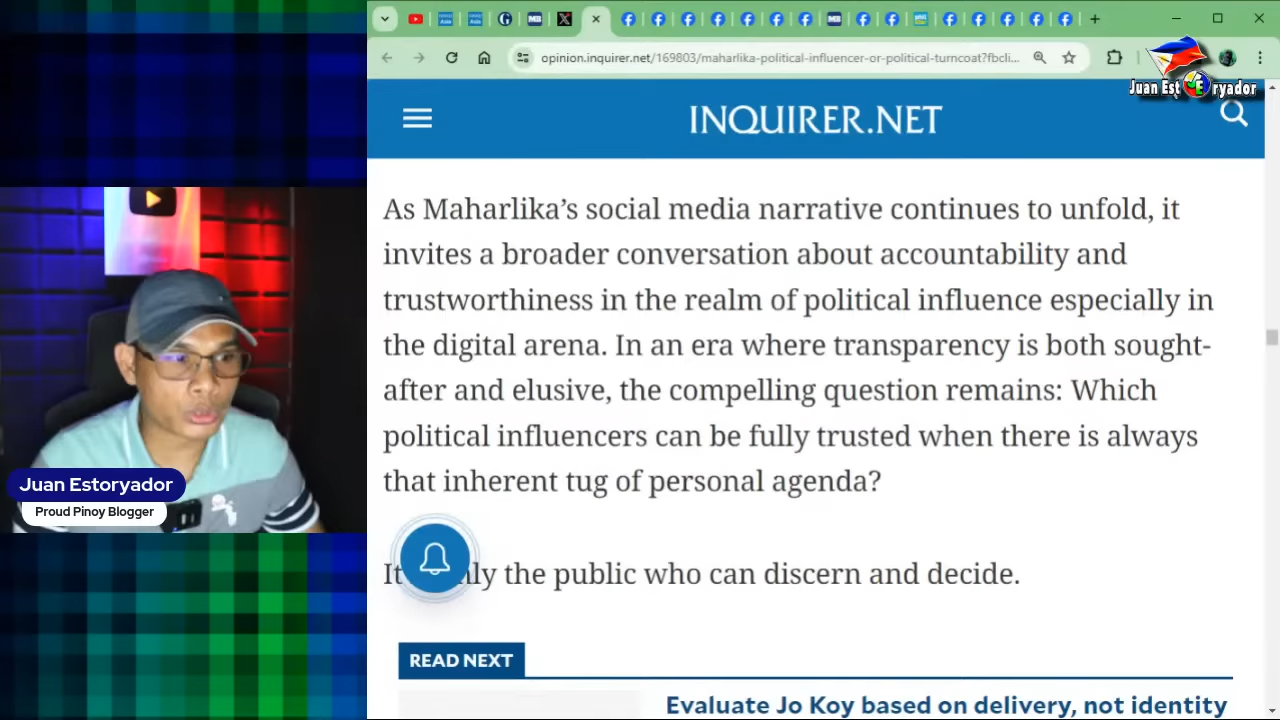 opinion.inquirer.net/169803/maharlika-political-influencer-or-political-turncoat?fbcli...
Juan Est ryador
INQUIRER.NET
As Maharlika’s social media narrative continues to unfold, it
invites a broader conversation about accountability and
trustworthiness in the realm of political influence especially in
the digital arena. In an era where transparency is both sought-
after and elusive, the compelling question remains: Which
political influencers can be fully trusted when there is always
that inherent tug of personal agenda?
It the public who can discern and decide.
READ NEXT
Evaluate Jo Koy based on delivery, not identity
Juan Estoryador
Proud Pinoy Blogger